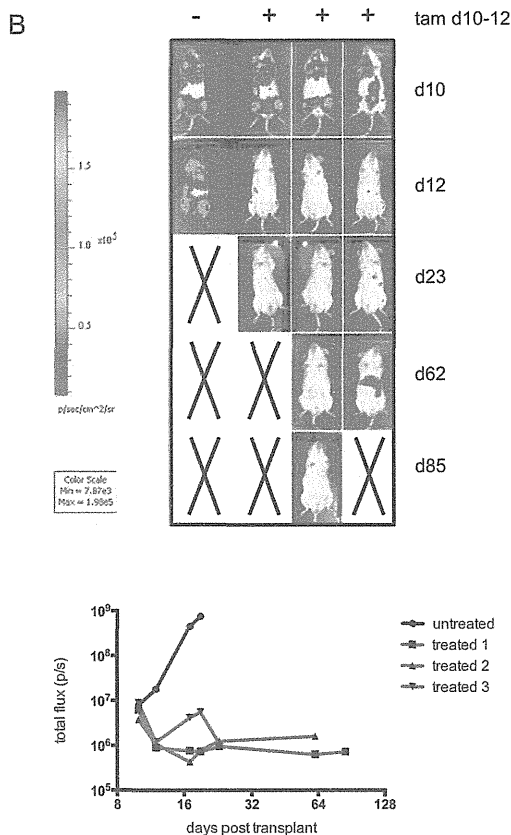 B
- + + + tam d10-12
d10
d12
d23
d62
d85
1.5
1.0 x10⁵
0.5
p/sec/cm^2/sr
Color Scale
Min = 7.87e3
Max = 1.98e5
total flux (p/s)
10⁹
10⁸
10⁷
10⁶
10⁵
8 16 32 64 128
days post transplant
untreated
treated 1
treated 2
treated 3